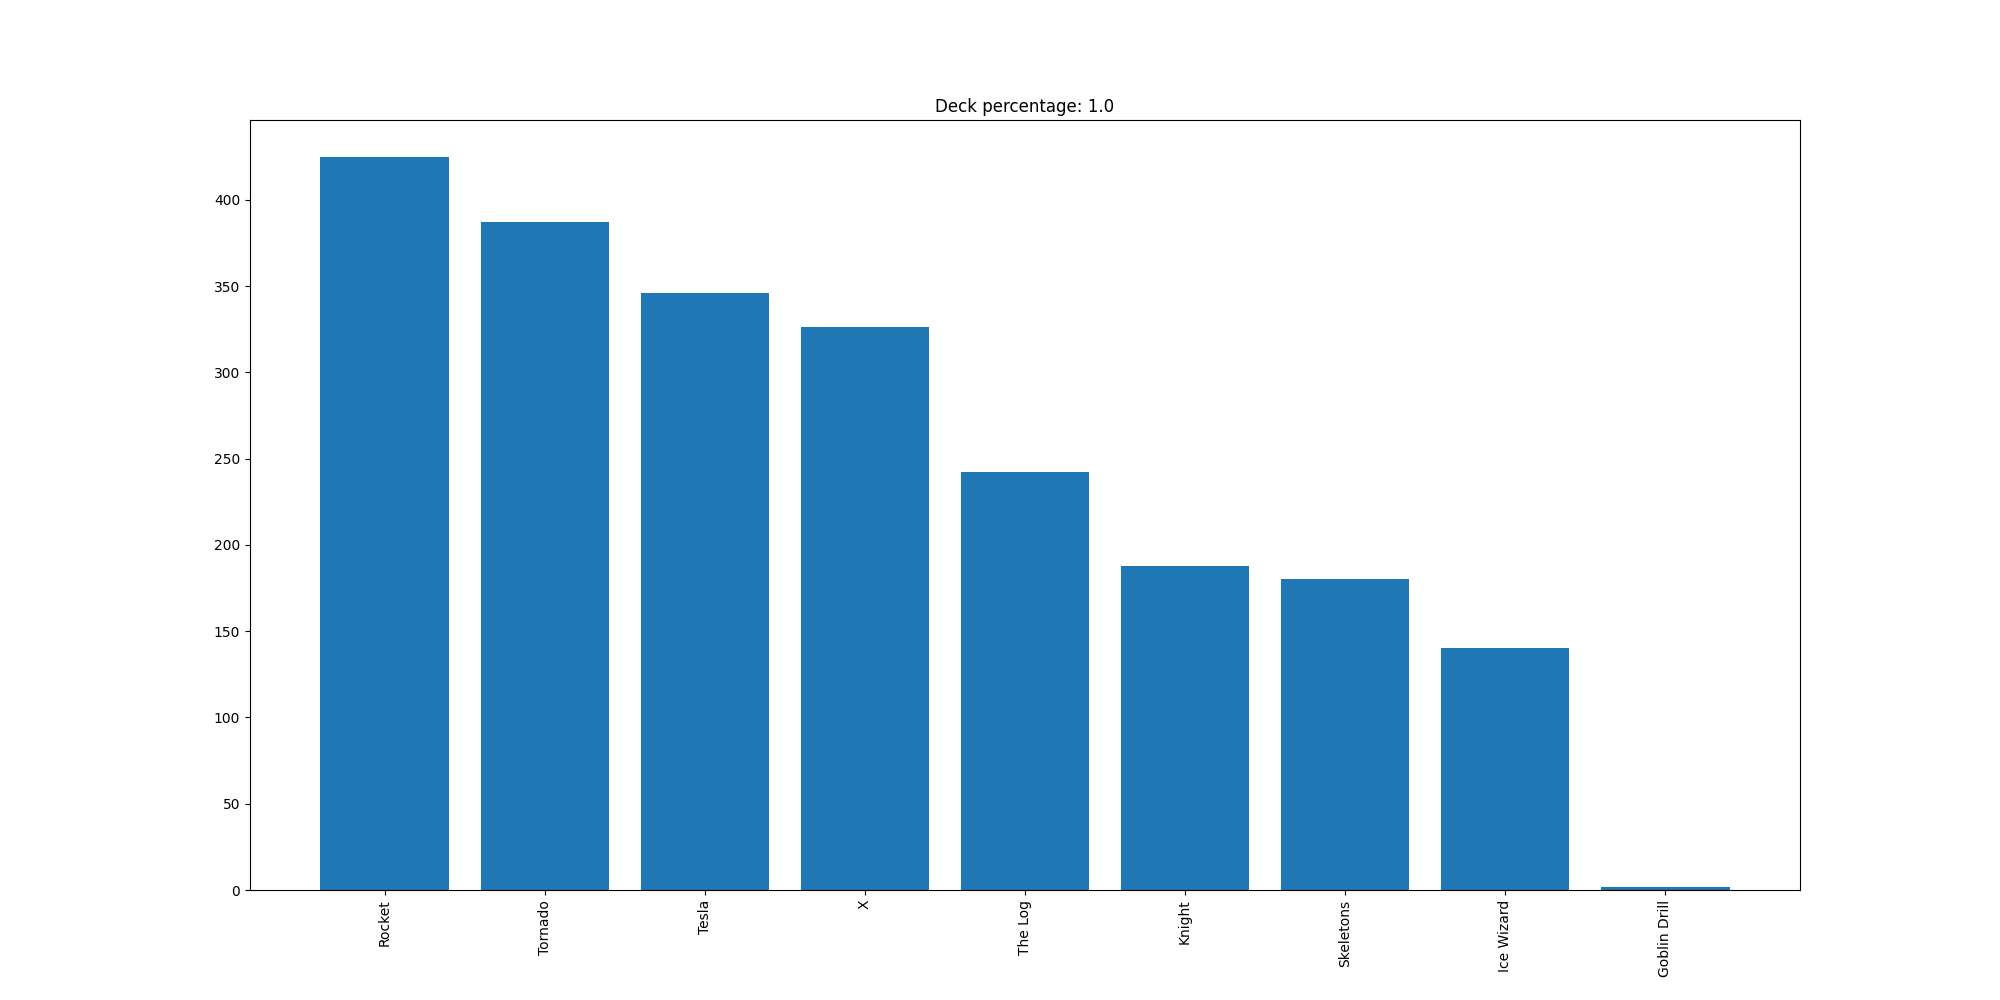 Deck percentage: 1.0
400
350
300
250
200
150
100
50
0
Rocket
Tornado
Tesla
X
The Log
Knight
Skeletons
Ice Wizard
Goblin Drill